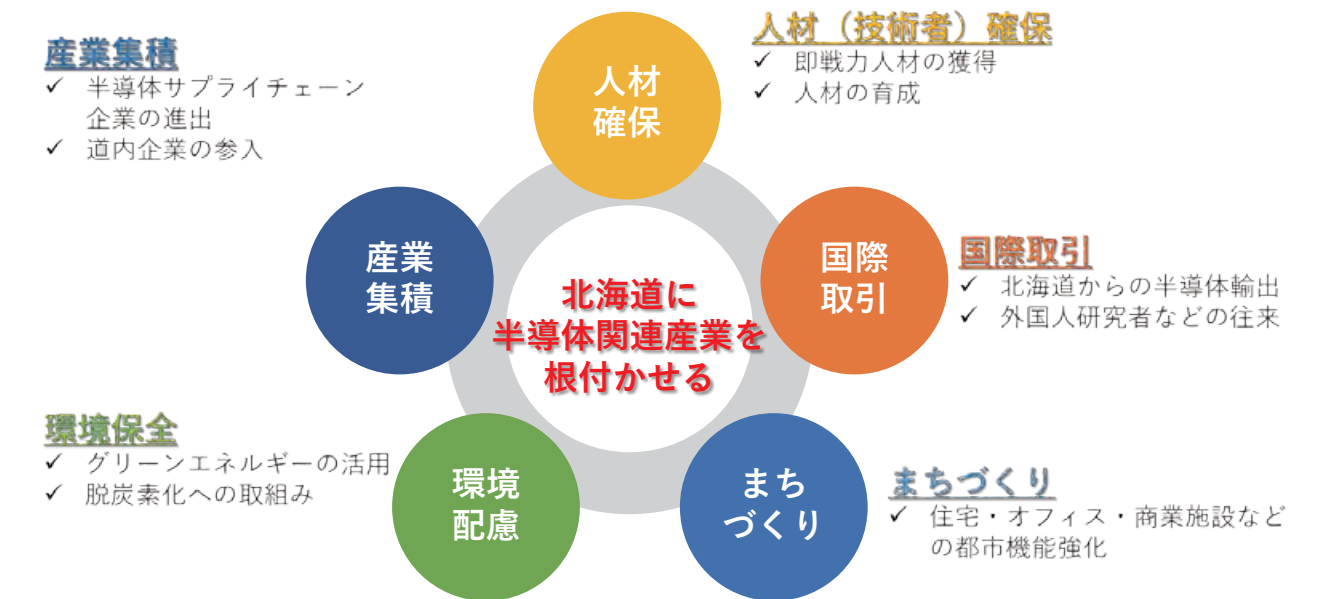 産業集積
✓ 半導体サプライチェーン
企業の進出
✓ 道内企業の参入
人材
確保
人材（技術者）確保
✓ 即戦力人材の獲得
✓ 人材の育成
産業
集積
国際
取引
国際取引
✓ 北海道からの半導体輸出
✓ 外国人研究者などの往来
北海道に
半導体関連産業を
根付かせる
環境保全
✓ グリーンエネルギーの活用
✓ 脱炭素化への取組み
環境
配慮
まち
づくり
まちづくり
✓ 住宅・オフィス・商業施設など
の都市機能強化